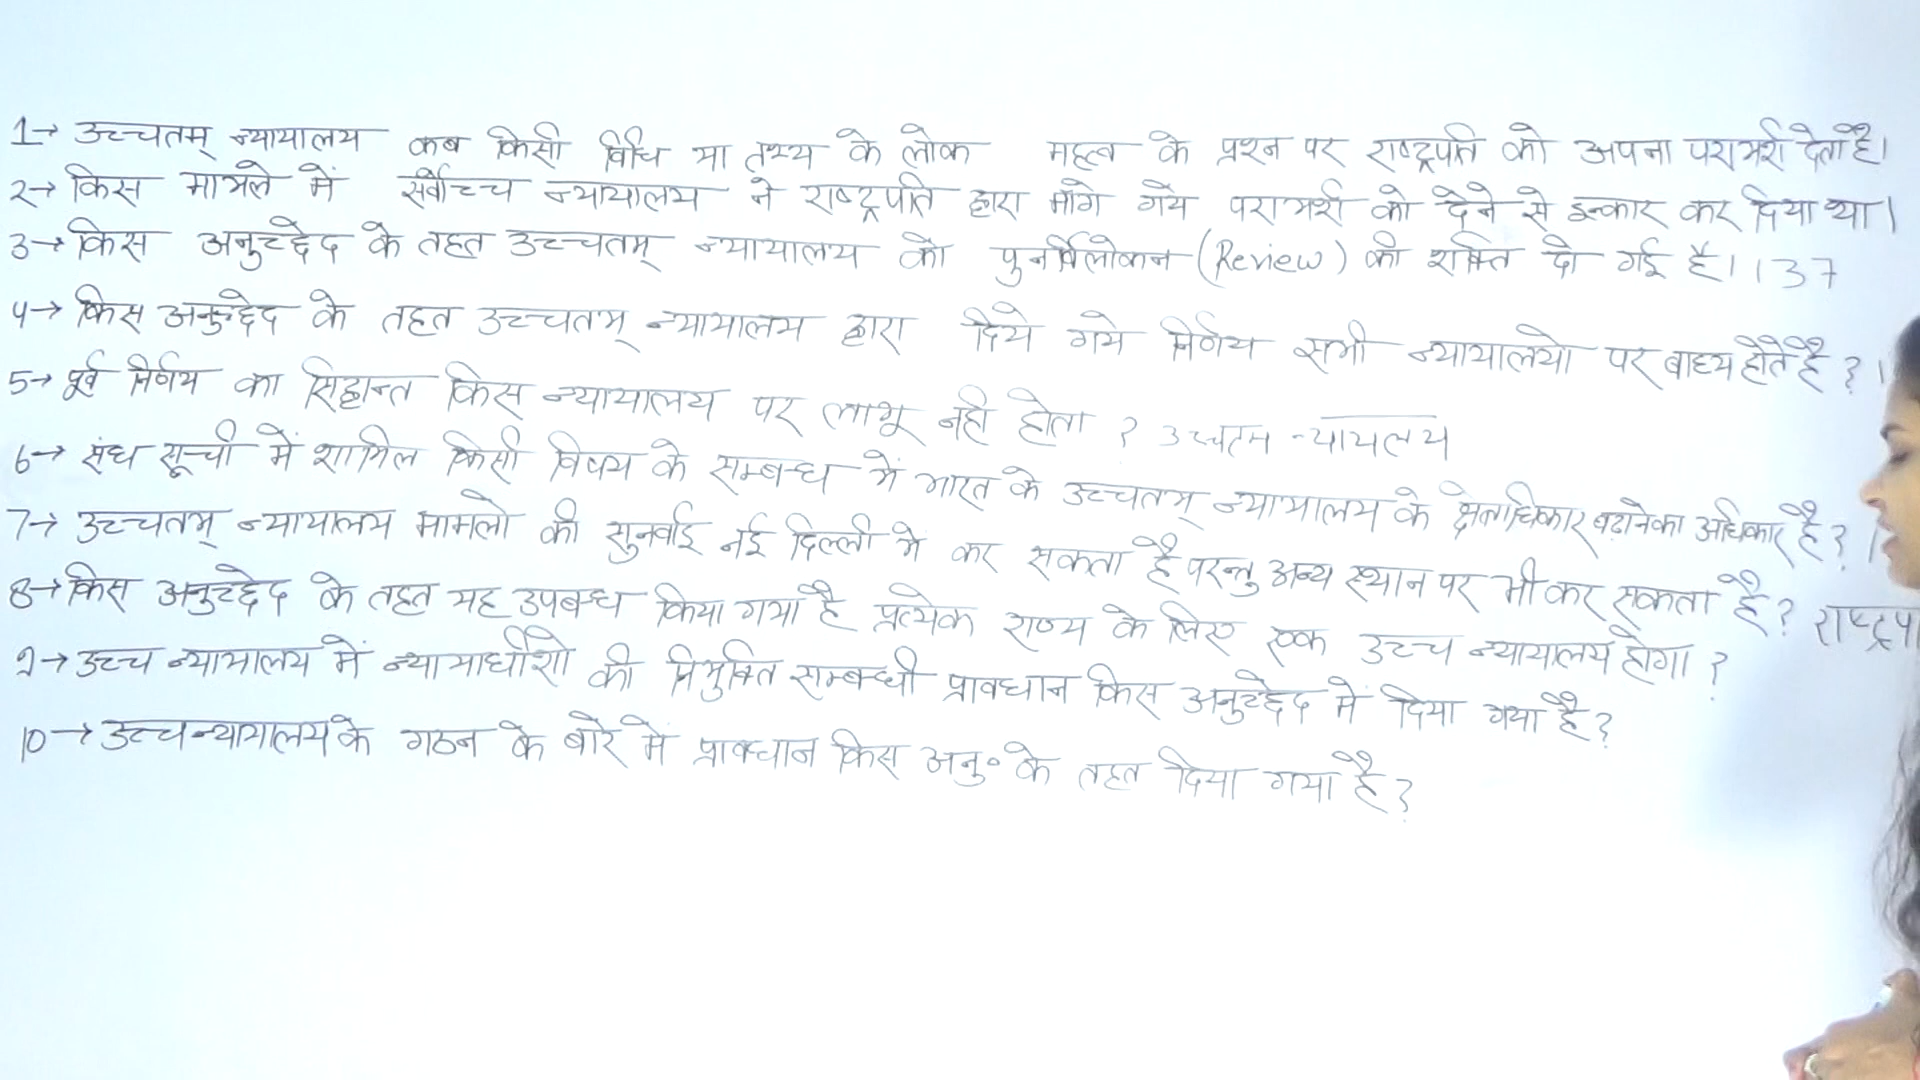 1→ उच्चतम् न्यायालय कब किसी विधि या तथ्य के लोक महत्व के प्रश्न पर राष्ट्रपति को अपना परामर्श देता है।
2→ किस मामले में सर्वोच्च न्यायालय ने राष्ट्रपति द्वारा माँगे गये परामर्श को देने से इन्कार कर दिया था।
3→ किस अनुच्छेद के तहत उच्चतम् न्यायालय को पुनर्विलोकन (Review) की शक्ति दी गई है। 137
4→ किस अनुच्छेद के तहत उच्चतम् न्यायालय द्वारा दिये गये निर्णय सभी न्यायालयो पर बाध्य होते है ? 1
5→ पूर्व निर्णय का सिद्धान्त किस न्यायालय पर लागू नही होता ? उच्चतम न्यायलय
6→ संघ सूची में शामिल किसी विषय के सम्बन्ध में भारत के उच्चतम् न्यायालय के क्षेत्राधिकार बढ़ाने का अधिकार है ?
7→ उच्चतम् न्यायालय मामलो की सुनवाई नई दिल्ली में कर सकता है परन्तु अन्य स्थान पर भी कर सकता है ? राष्ट्रप
8→ किस अनुच्छेद के तहत यह उपबन्ध किया गया है प्रत्येक राज्य के लिए एक उच्च न्यायालय होगा ?
9→ उच्च न्यायालय में न्यायाधीशो की नियुक्ति सम्बन्धी प्रावधान किस अनुच्छेद में दिया गया है ?
10→ उच्च न्यायालय के गठन के बारे में प्रावधान किस अनु॰ के तहत दिया गया है ?